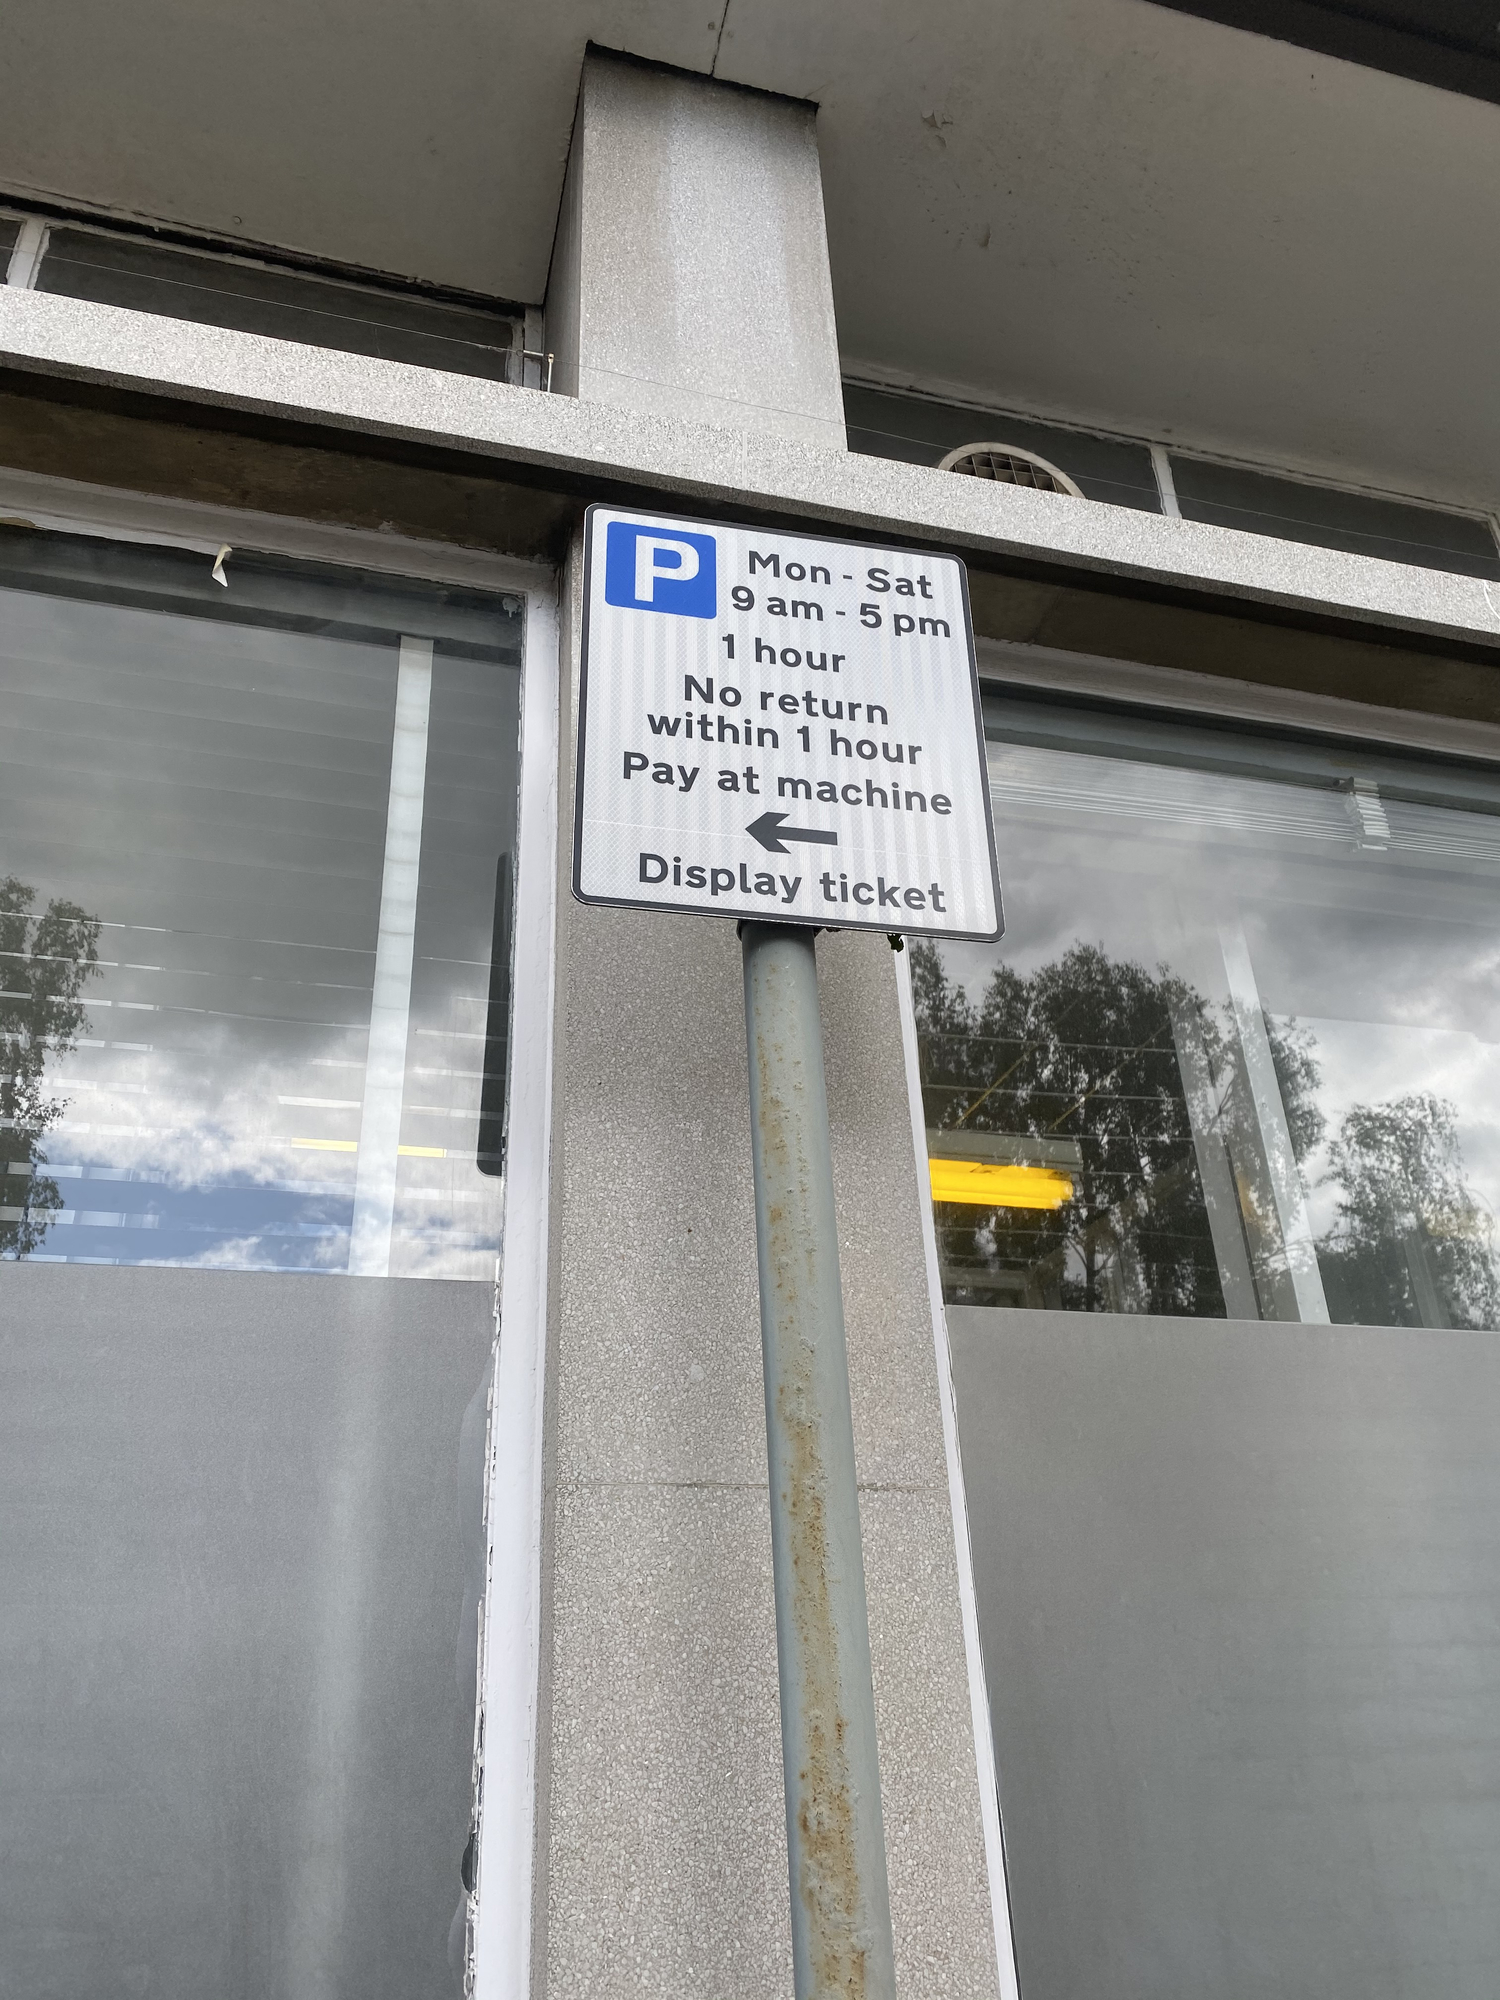 P
Mon - Sat
9 am - 5 pm
1 hour
No return
within 1 hour
Pay at machine
Display ticket